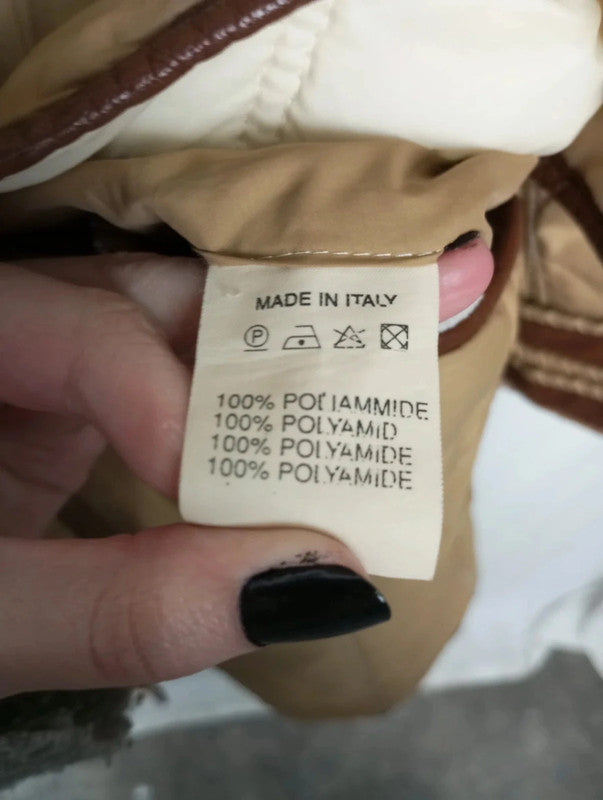 MADE IN ITALY
P
100% POLIAMMIDE
100% POLYAMID
100% POLYAMIDE
100% POLYAMIDE